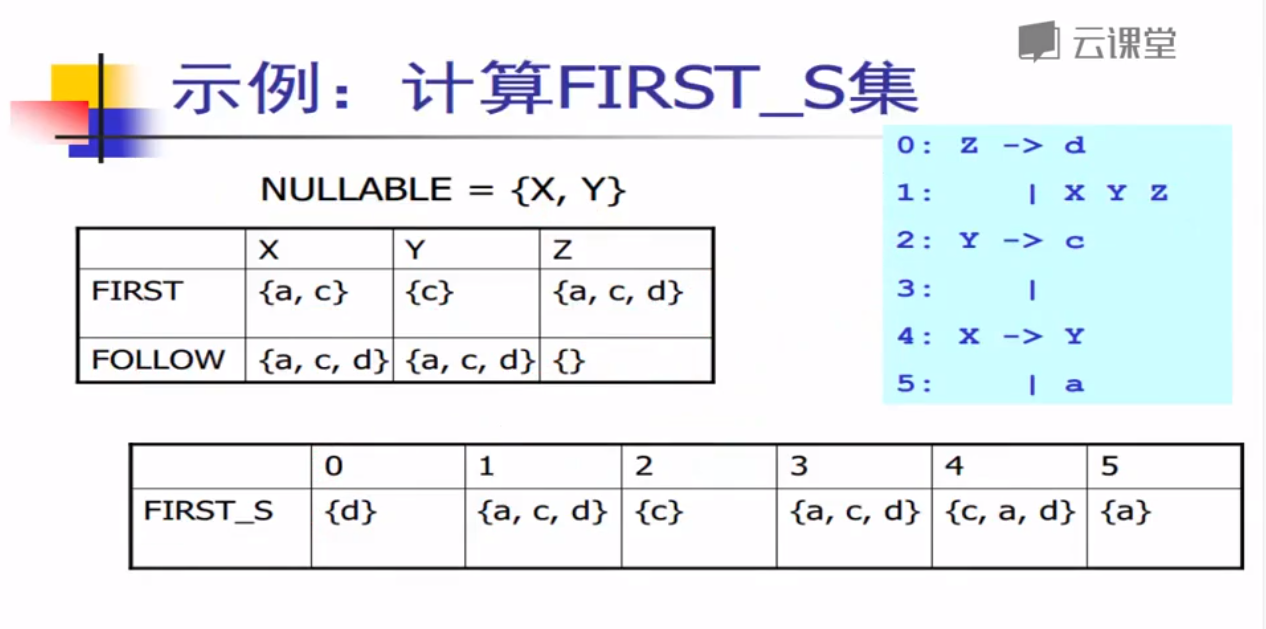 云课堂
示例：计算FIRST_S集
NULLABLE = {X, Y}
X Y Z
FIRST {a, c} {c} {a, c, d}
FOLLOW {a, c, d} {a, c, d} {}
0: Z -> d
1: | X Y Z
2: Y -> c
3: |
4: X -> Y
5: | a
0 1 2 3 4 5
FIRST_S {d} {a, c, d} {c} {a, c, d} {c, a, d} {a}